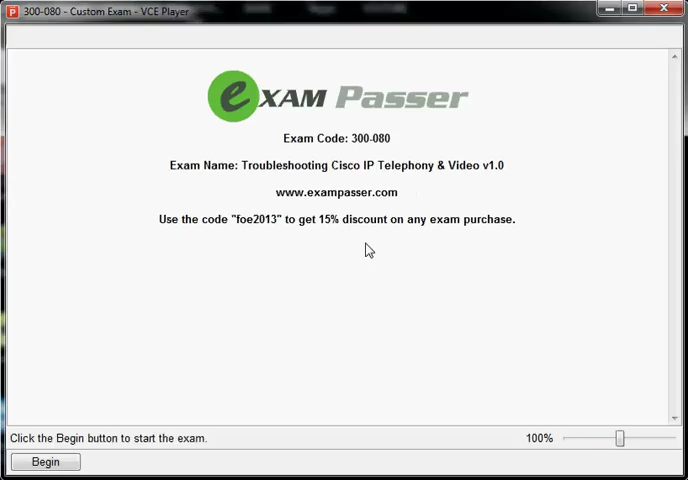 300-080 - Custom Exam - VCE Player
exam Passer
Exam Code: 300-080
Exam Name: Troubleshooting Cisco IP Telephony & Video v1.0
www.exampasser.com
Use the code "foe2013" to get 15% discount on any exam purchase.
Click the Begin button to start the exam.
100%
Begin